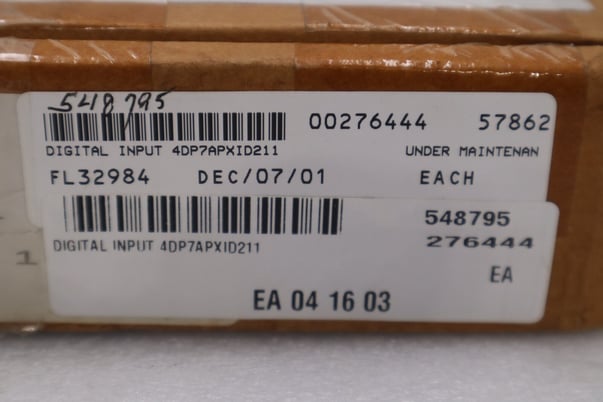 548795
00276444 57862
DIGITAL INPUT 4DP7APXID211 UNDER MAINTENAN
FL32984 DEC/07/01 EACH
548795
276444
DIGITAL INPUT 4DP7APXID211
EA
1
EA 04 16 03